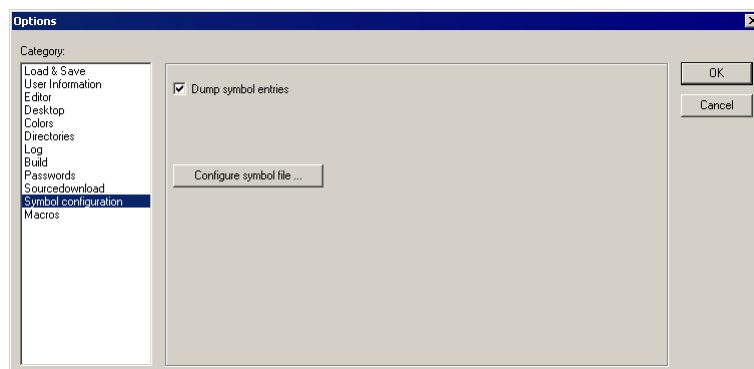 Options
Category:
Load & Save
User Information
Editor
Desktop
Colors
Directories
Log
Build
Passwords
Sourcedownload
Symbol configuration
Macros
Dump symbol entries
Configure symbol file ...
OK
Cancel